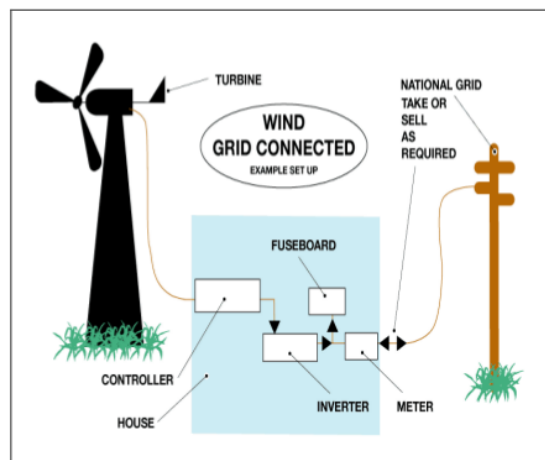 TURBINE
WIND
GRID CONNECTED
EXAMPLE SET UP
NATIONAL GRID
TAKE OR
SELL
AS
REQUIRED
FUSEBOARD
CONTROLLER
INVERTER
METER
HOUSE